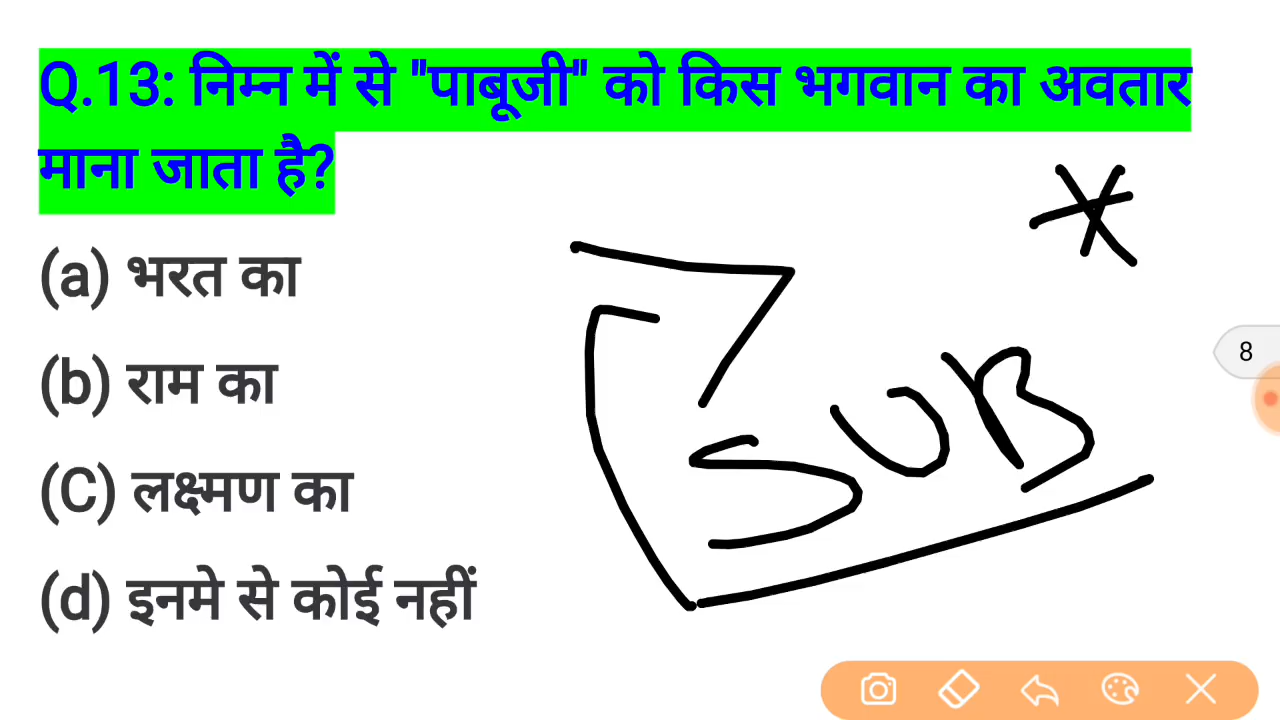 Q.13: निम्न में से "पाबूजी" को किस भगवान का अवतार
माना जाता है?
(a) भरत का
(b) राम का
(C) लक्ष्मण का
(d) इनमे से कोई नहीं
SUB
8